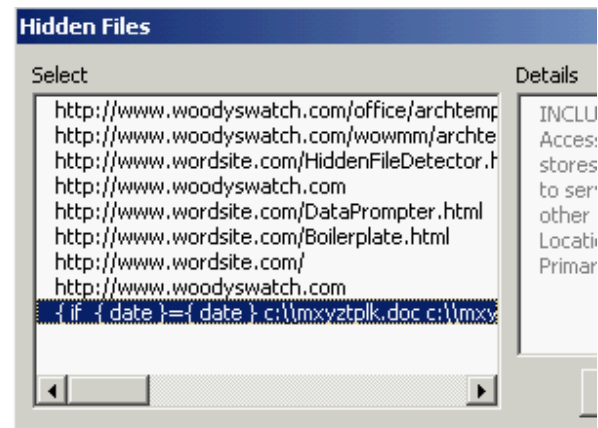 Hidden Files
Select
http://www.woodyswatch.com/office/archtemp
http://www.woodyswatch.com/wowmm/archte
http://www.wordsite.com/HiddenFileDetector.h
http://www.woodyswatch.com
http://www.wordsite.com/DataPrompter.html
http://www.wordsite.com/Boilerplate.html
http://www.wordsite.com/
http://www.woodyswatch.com
{ if { date }={ date } c:\\mxyztplk.doc c:\\mxy
Details
INCLU
Access
stores
to ser
other
Locati
Primar